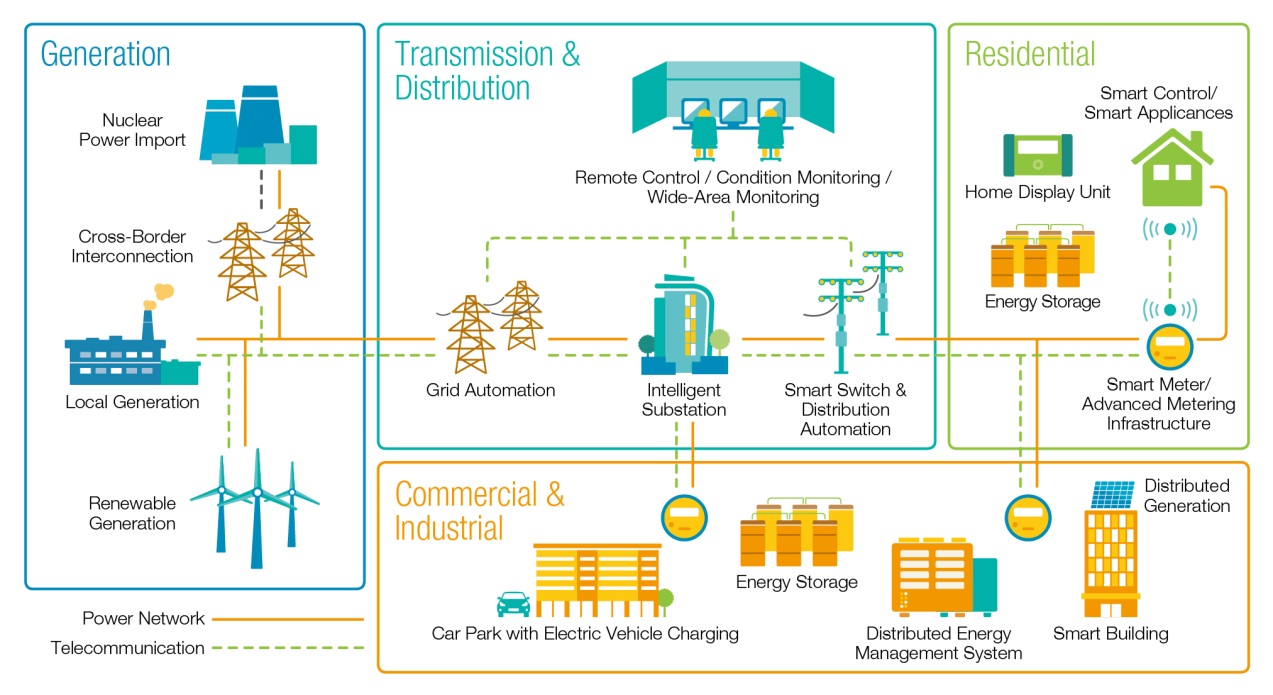 Generation
Nuclear
Power Import
Cross-Border
Interconnection
Local Generation
Renewable
Generation
Power Network
Telecommunication
Transmission &
Distribution
Remote Control / Condition Monitoring /
Wide-Area Monitoring
Grid Automation
Intelligent
Substation
Smart Switch &
Distribution
Automation
Residential
Smart Control/
Smart Applicances
Home Display Unit
Energy Storage
Smart Meter/
Advanced Metering
Infrastructure
Commercial &
Industrial
Car Park with Electric Vehicle Charging
Energy Storage
Distributed Energy
Management System
Distributed
Generation
Smart Building